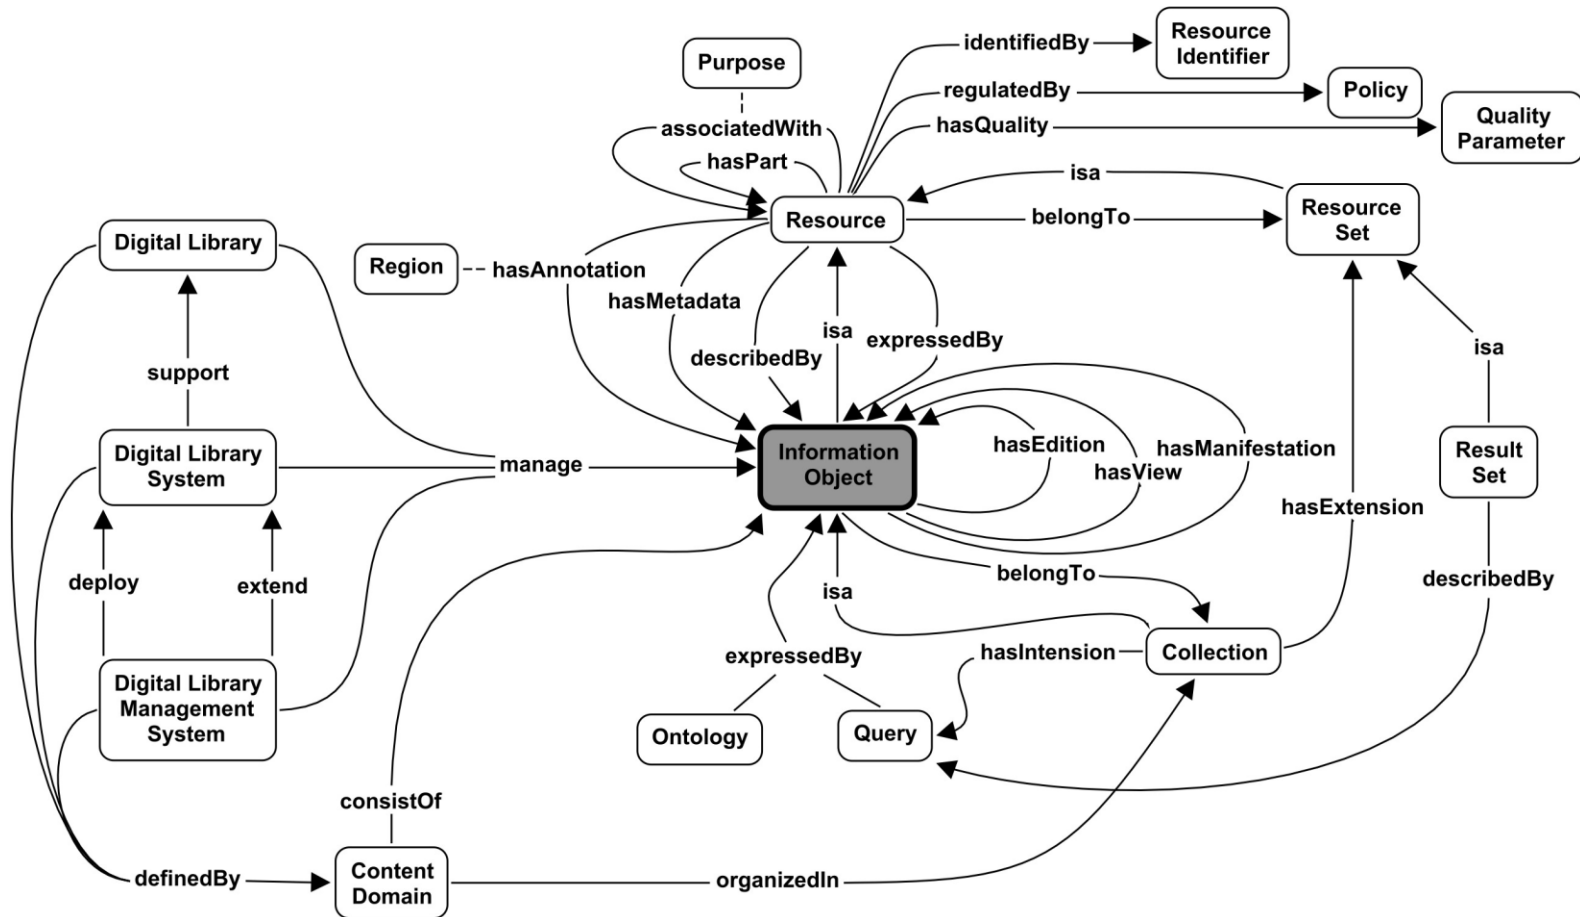 identifiedBy
Resource
Identifier
Purpose
regulatedBy
Policy
hasQuality
Quality
Parameter
associatedWith
hasPart
isa
Resource
belongTo
Resource
Set
Digital Library
Region
hasAnnotation
hasMetadata
isa
expressedBy
describedBy
support
isa
Digital Library
System
manage
Information
Object
hasEdition
hasView
hasManifestation
Result
Set
hasExtension
deploy
extend
belongTo
isa
describedBy
expressedBy
hasIntension
Collection
Digital Library
Management
System
Ontology
Query
consistOf
definedBy
Content
Domain
organizedIn